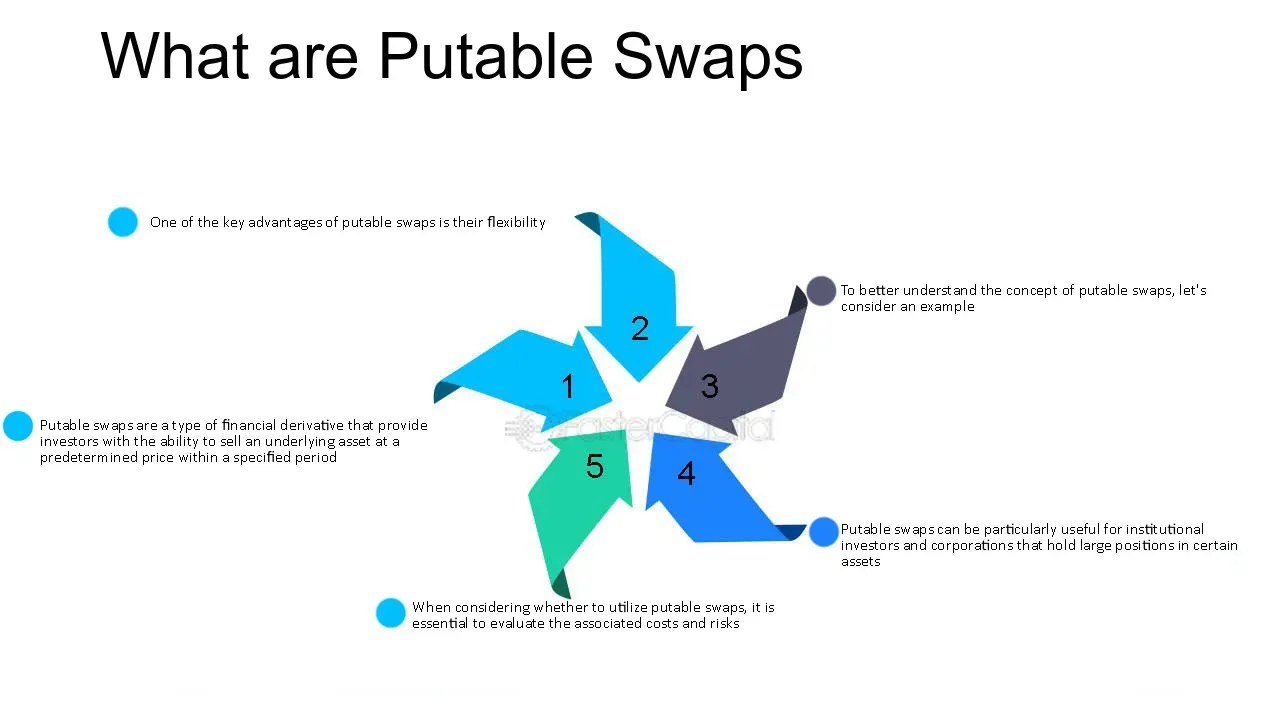 What are Putable Swaps
One of the key advantages of putable swaps is their flexibility
2
To better understand the concept of putable swaps, let's
consider an example
1
3
Putable swaps are a type of financial derivative that provide
investors with the ability to sell an underlying asset at a
predetermined price within a specified period
FasterCapital
5
4
Putable swaps can be particularly useful for institutional
investors and corporations that hold large positions in certain
assets
When considering whether to utilize putable swaps, it is
essential to evaluate the associated costs and risks